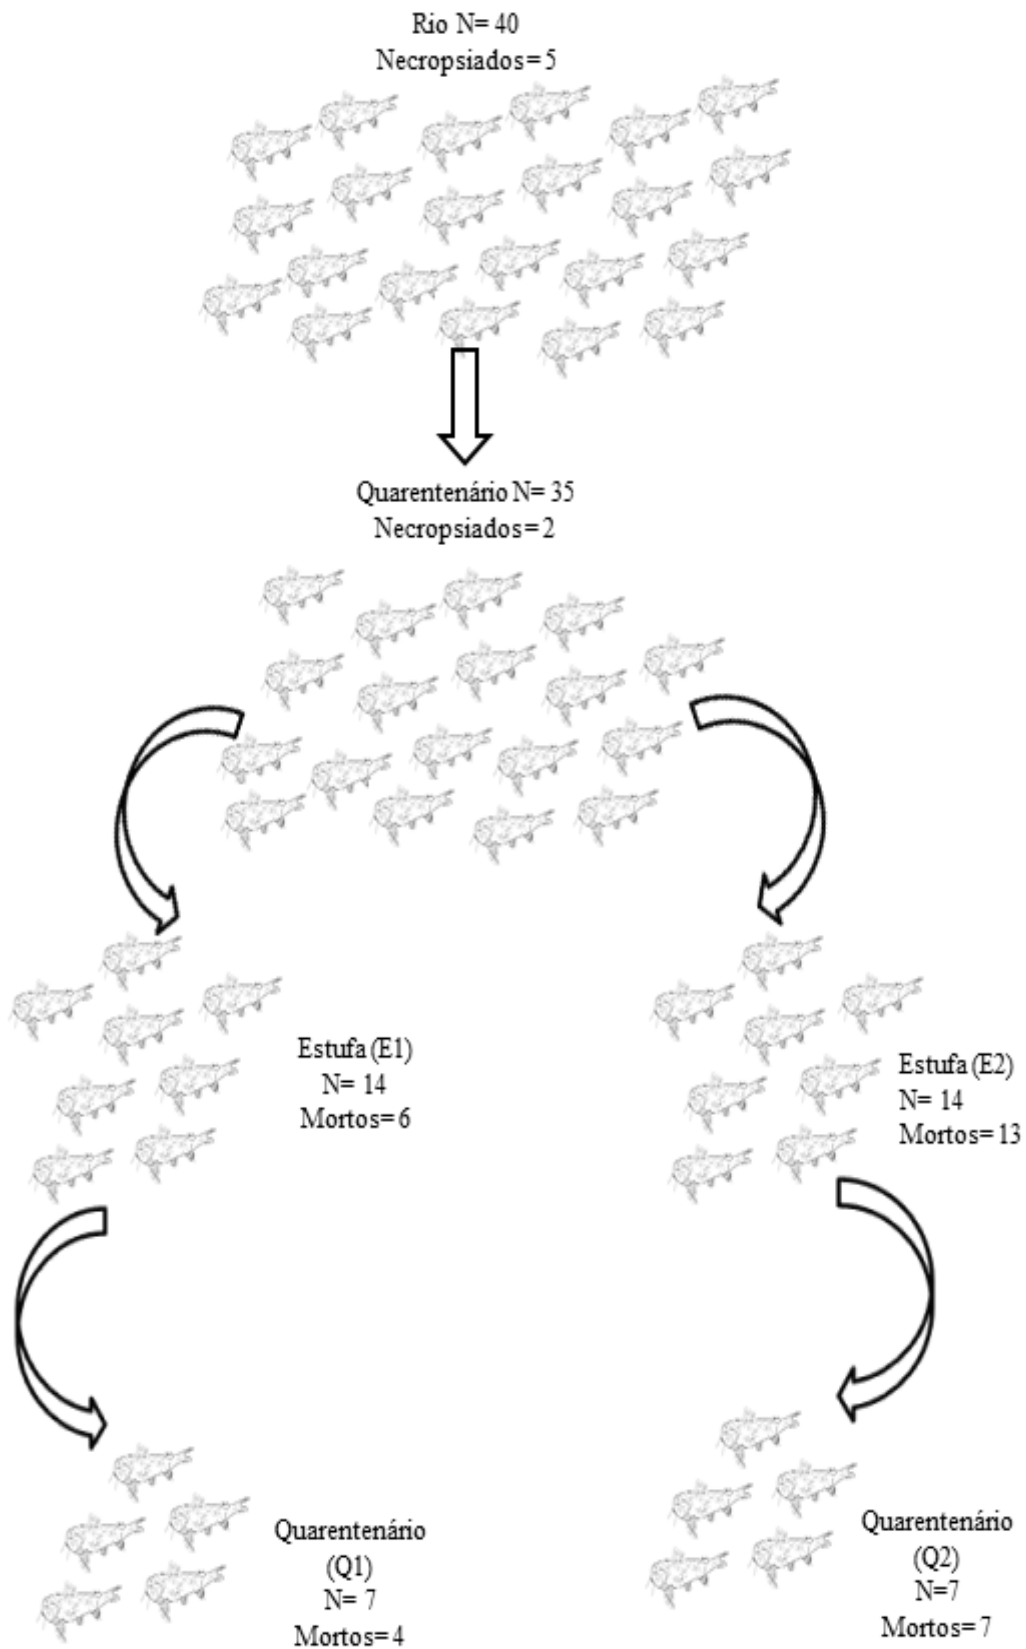 Rio N= 40
Necropsiados= 5
Quarentenário N= 35
Necropsiados= 2
Estufa (E1)
N= 14
Mortos= 6
Estufa (E2)
N= 14
Mortos= 13
Quarentenário
(Q1)
N= 7
Mortos= 4
Quarentenário
(Q2)
N=7
Mortos= 7